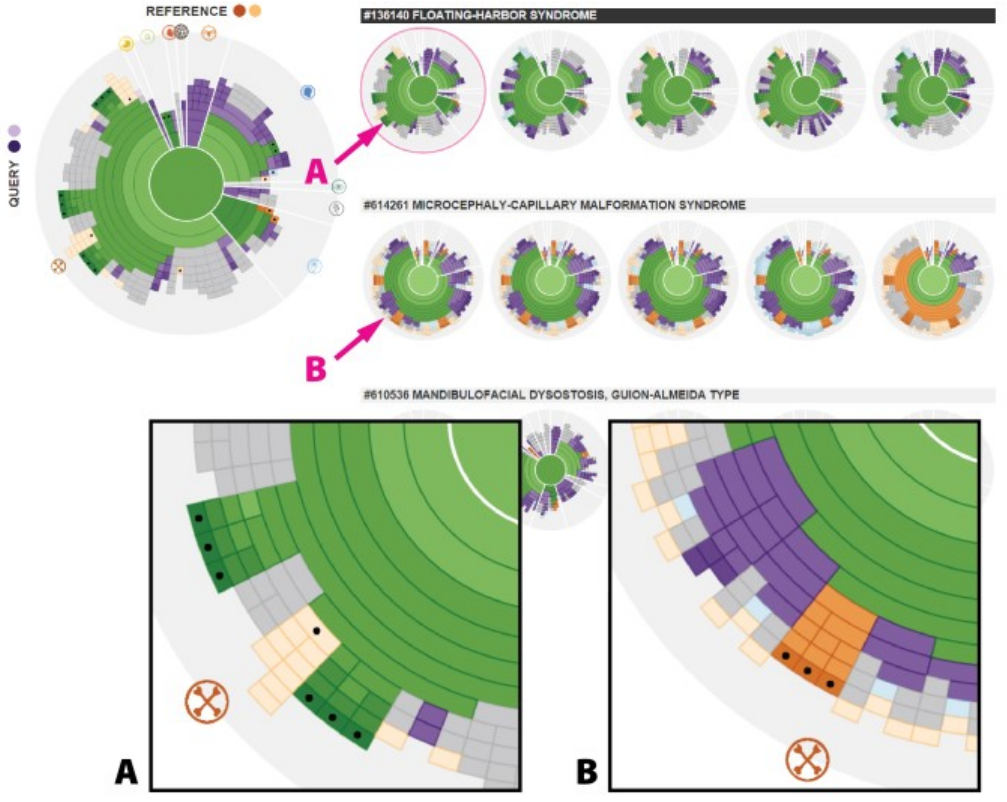 REFERENCE
#136140 FLOATING-HARBOR SYNDROME
QUERY
A
#614261 MICROCEPHALY-CAPILLARY MALFORMATION SYNDROME
B
#610536 MANDIBULOFACIAL DYSOSTOSIS, GUION-ALMEIDA TYPE
A
B